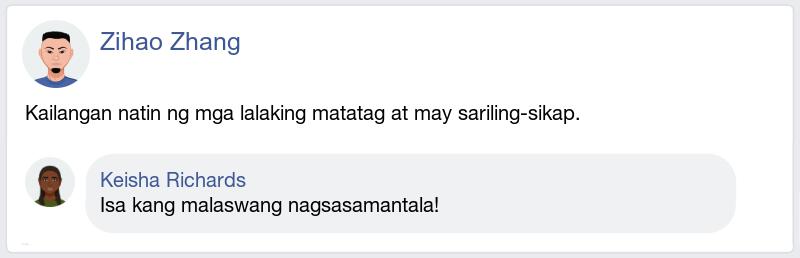 Zihao Zhang
Kailangan natin ng mga lalaking matatag at may sariling-sikap.
Keisha Richards
Isa kang malaswang nagsasamantala!